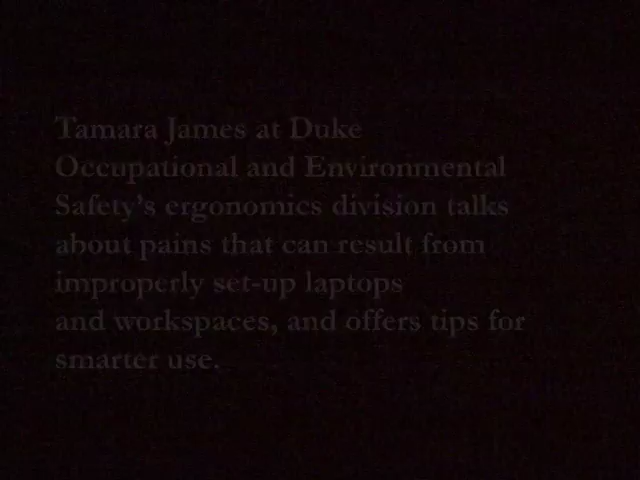 Tamara James at Duke
Occupational and Environmental
Safety's ergonomics division talks
about pains that can result from
improperly set-up laptops
and workspaces, and offers tips for
smarter use.